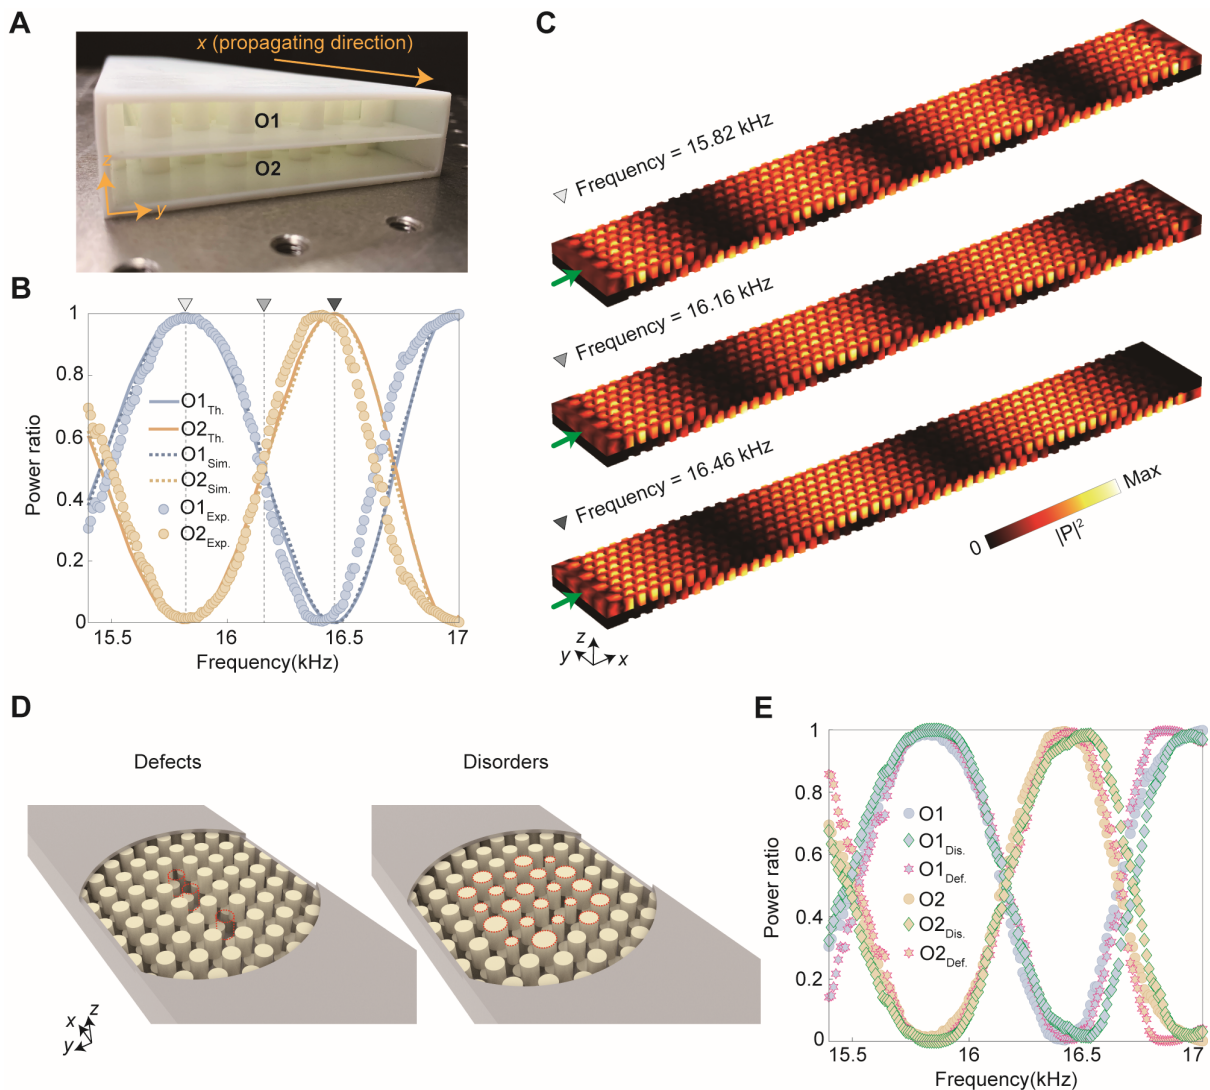 A
x (propagating direction)
O1
O2
z
y
B
1
0.8
0.6
0.4
0.2
0
Power ratio
O1Th.
O2Th.
O1Sim.
O2Sim.
O1Exp.
O2Exp.
15.5 16 16.5 17
Frequency(kHz)
C
Frequency = 15.82 kHz
Frequency = 16.16 kHz
Frequency = 16.46 kHz
0 |P|² Max
z
y x
D
Defects Disorders
z
x
y
E
1
0.8
0.6
0.4
0.2
0
Power ratio
O1
O1Dis.
O1Def.
O2
O2Dis.
O2Def.
15.5 16 16.5 17
Frequency(kHz)